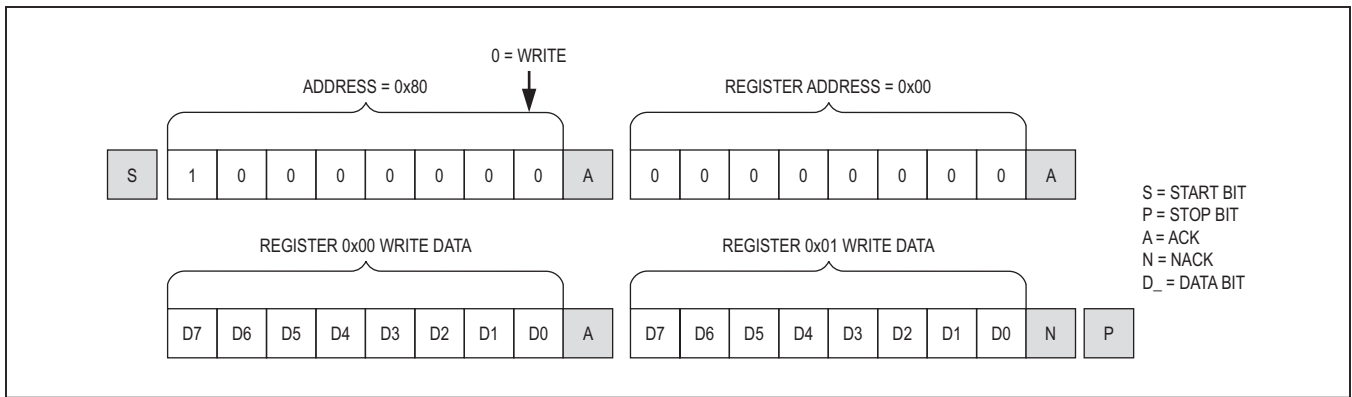 0 = WRITE
ADDRESS = 0x80
REGISTER ADDRESS = 0x00
S 1 0 0 0 0 0 0 0 A 0 0 0 0 0 0 0 0 A
REGISTER 0x00 WRITE DATA
REGISTER 0x01 WRITE DATA
D7 D6 D5 D4 D3 D2 D1 D0 A D7 D6 D5 D4 D3 D2 D1 D0 N P
S = START BIT
P = STOP BIT
A = ACK
N = NACK
D_ = DATA BIT